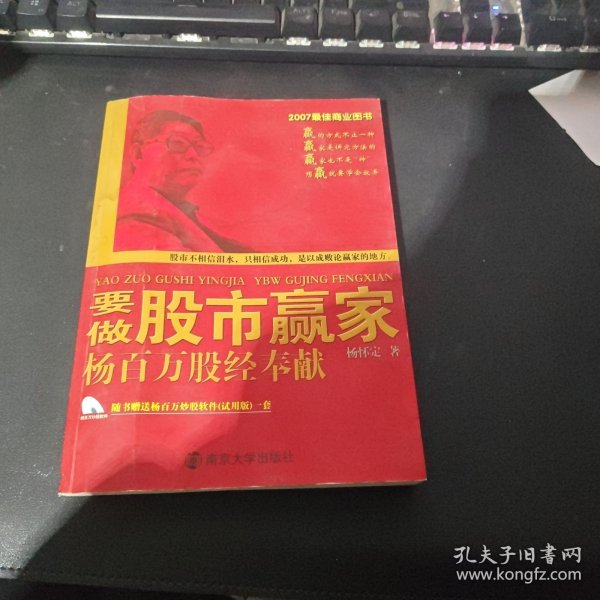 2007最佳商业图书
赢的方式不止一种
赢家是讲究方法的
赢家也不是“神”
想赢就要学会放弃
股市不相信泪水,只相信成功,是以成败论赢家的地方。
YAO ZUO GUSHI YINGJIA YBW GUJING FENGXIAN
要做股市赢家
杨百万股经奉献
杨怀定 著
随书赠送杨百万炒股软件(试用版)一套
南京大学出版社
孔夫子旧书网
www.kongfz.com